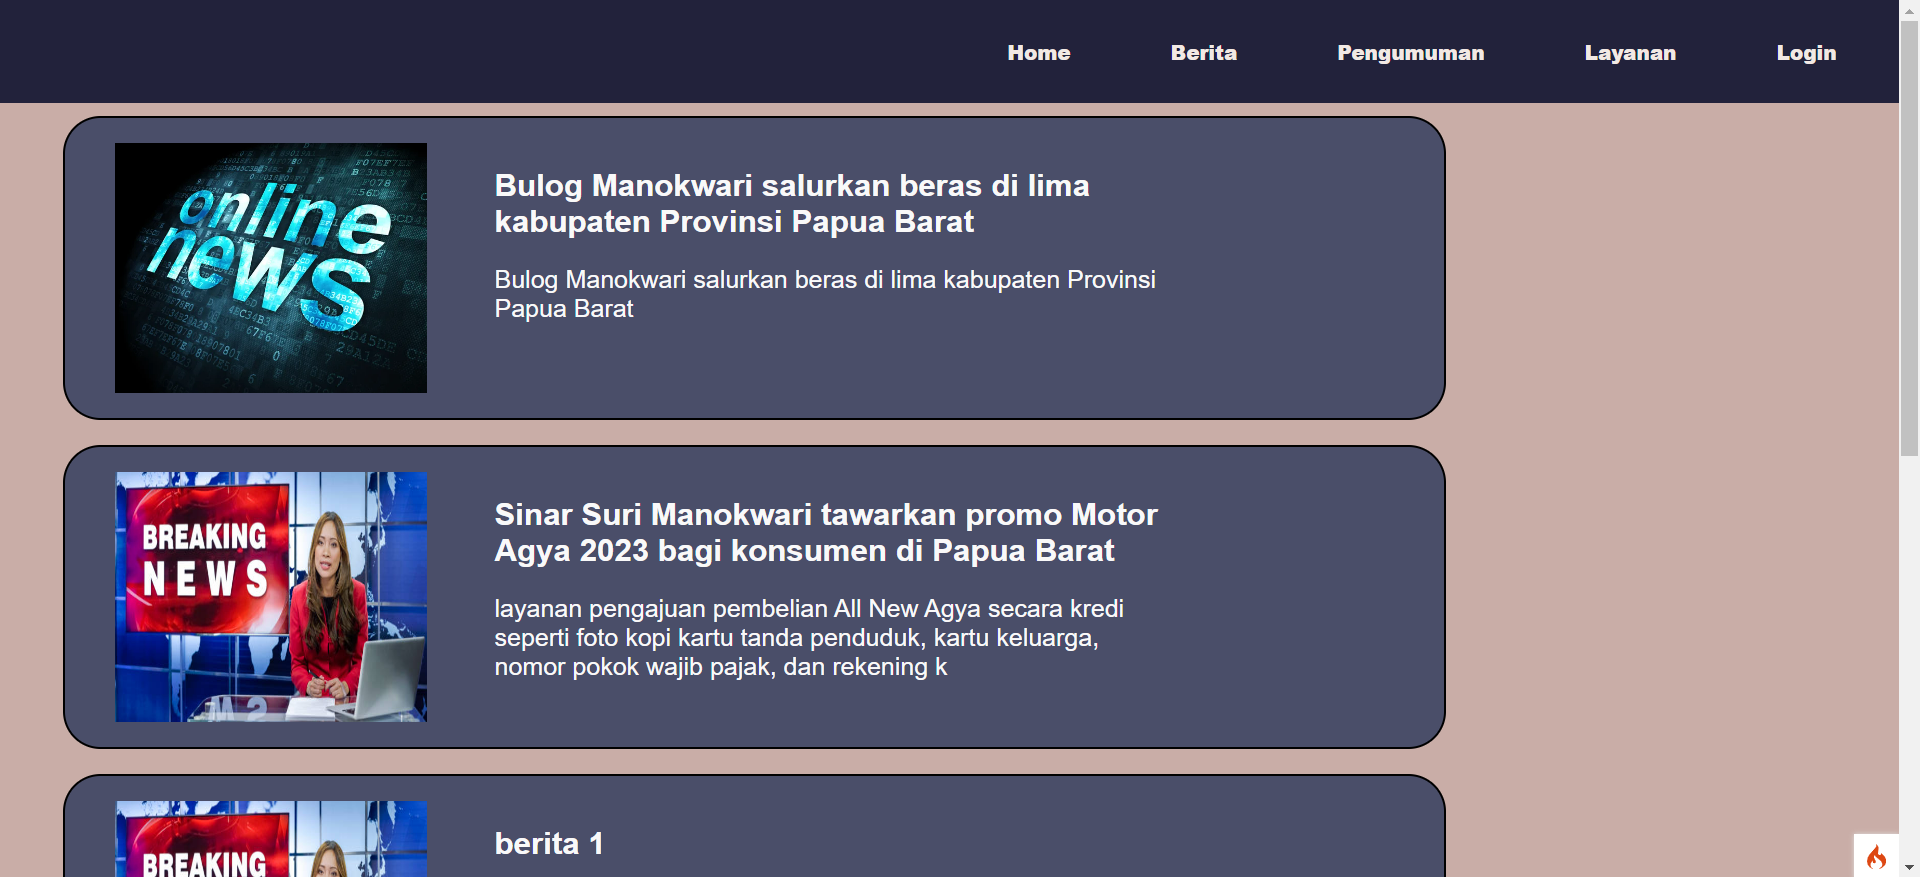 Home Berita Pengumuman Layanan Login
online
news
Bulog Manokwari salurkan beras di lima
kabupaten Provinsi Papua Barat
Bulog Manokwari salurkan beras di lima kabupaten Provinsi
Papua Barat
BREAKING
NEWS
Sinar Suri Manokwari tawarkan promo Motor
Agya 2023 bagi konsumen di Papua Barat
layanan pengajuan pembelian All New Agya secara kredi
seperti foto kopi kartu tanda penduduk, kartu keluarga,
nomor pokok wajib pajak, dan rekening k
BREAKING
berita 1